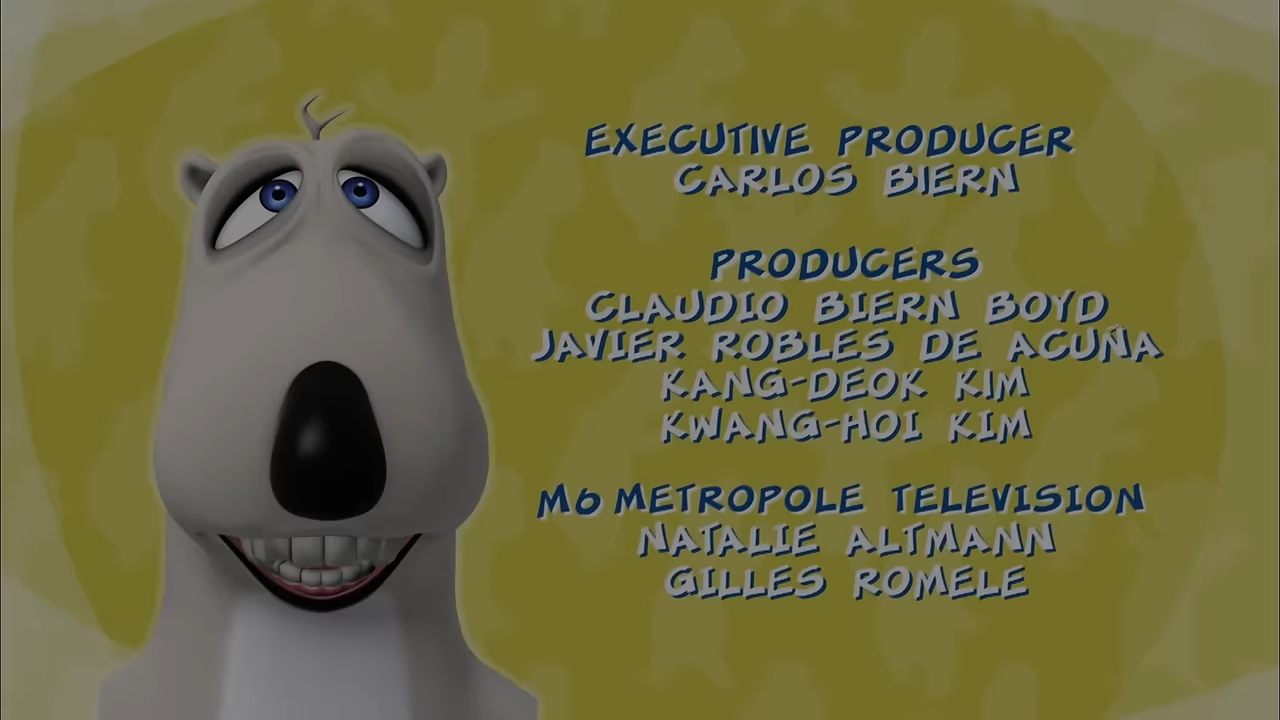 EXECUTIVE PRODUCER
CARLOS BIERN
PRODUCERS
CLAUDIO BIERN BOYD
JAVIER ROBLES DE ACUÑA
KANG-DEOK KIM
KWANG-HOI KIM
M6 METROPOLE TELEVISION
NATALIE ALTMANN
GILLES ROMELE